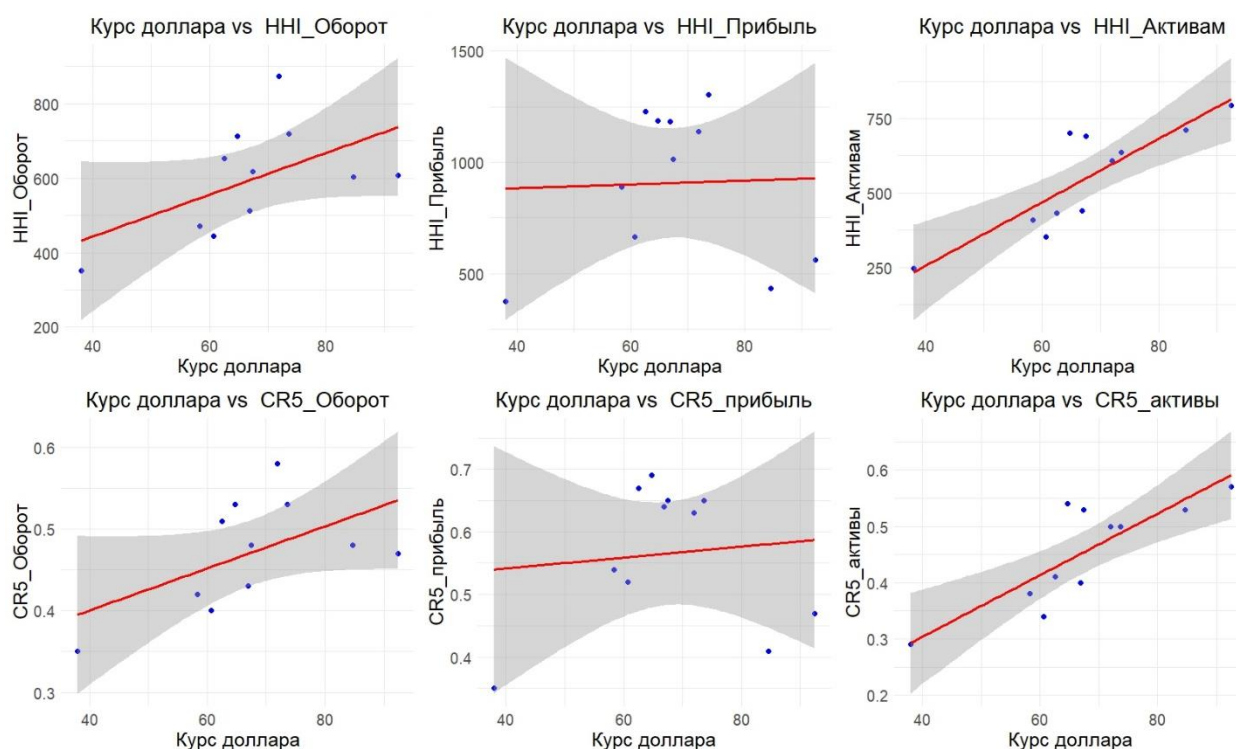 Курс доллара vs HHI_Оборот
HHI_Оборот
800
600
400
200
40
60
80
Курс доллара
Курс доллара vs HHI_Прибыль
HHI_Прибыль
1500
1000
500
40
60
80
Курс доллара
Курс доллара vs HHI_Активам
HHI_Активам
750
500
250
40
60
80
Курс доллара
Курс доллара vs CR5_Оборот
CR5_Оборот
0.6
0.5
0.4
0.3
40
60
80
Курс доллара
Курс доллара vs CR5_прибыль
CR5_прибыль
0.7
0.6
0.5
0.4
40
60
80
Курс доллара
Курс доллара vs CR5_активы
CR5_активы
0.6
0.5
0.4
0.3
0.2
40
60
80
Курс доллара